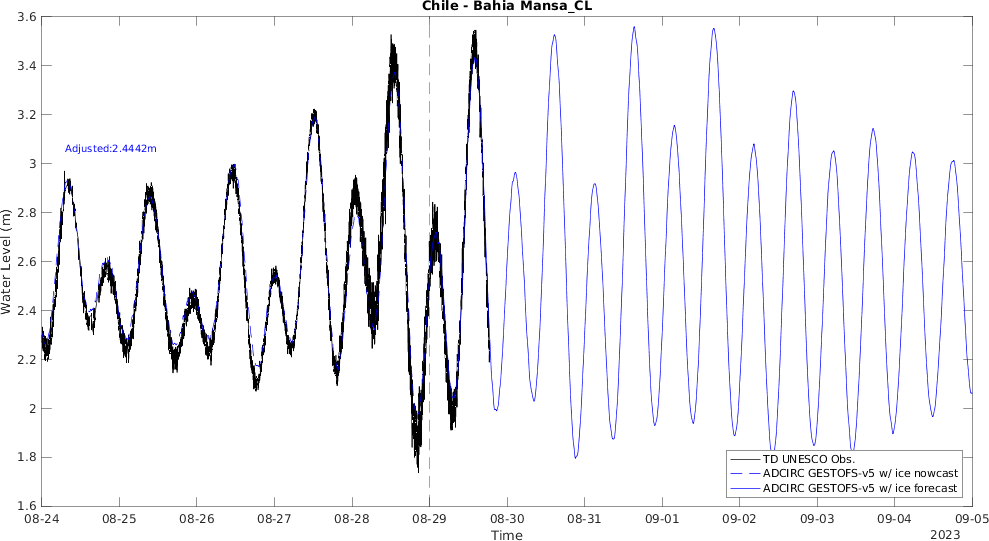 Chile - Bahia Mansa_CL
3.6
3.4
3.2
3
2.8
2.6
2.4
2.2
2
1.8
1.6
Water Level (m)
Adjusted:2.4442m
TD UNESCO Obs.
ADCIRC GESTOFS-v5 w/ ice nowcast
ADCIRC GESTOFS-v5 w/ ice forecast
08-24 08-25 08-26 08-27 08-28 08-29 08-30 08-31 09-01 09-02 09-03 09-04 09-05
Time
2023